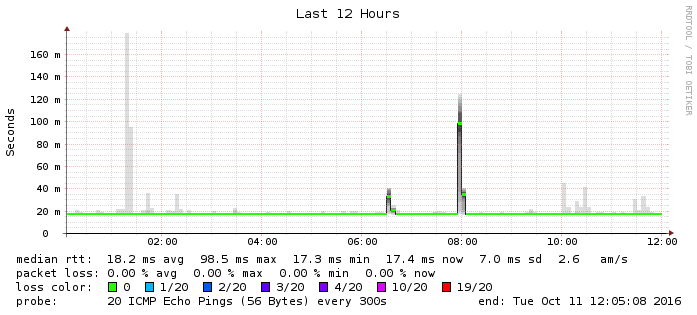 Last 12 Hours
RRDTOOL / TOBI OETIKER
Seconds
160 m
140 m
120 m
100 m
80 m
60 m
40 m
20 m
0
02:00 04:00 06:00 08:00 10:00 12:00
median rtt: 18.2 ms avg 98.5 ms max 17.3 ms min 17.4 ms now 7.0 ms sd 2.6 am/s
packet loss: 0.00 % avg 0.00 % max 0.00 % min 0.00 % now
loss color: 0 1/20 2/20 3/20 4/20 10/20 19/20
probe: 20 ICMP Echo Pings (56 Bytes) every 300s end: Tue Oct 11 12:05:08 2016